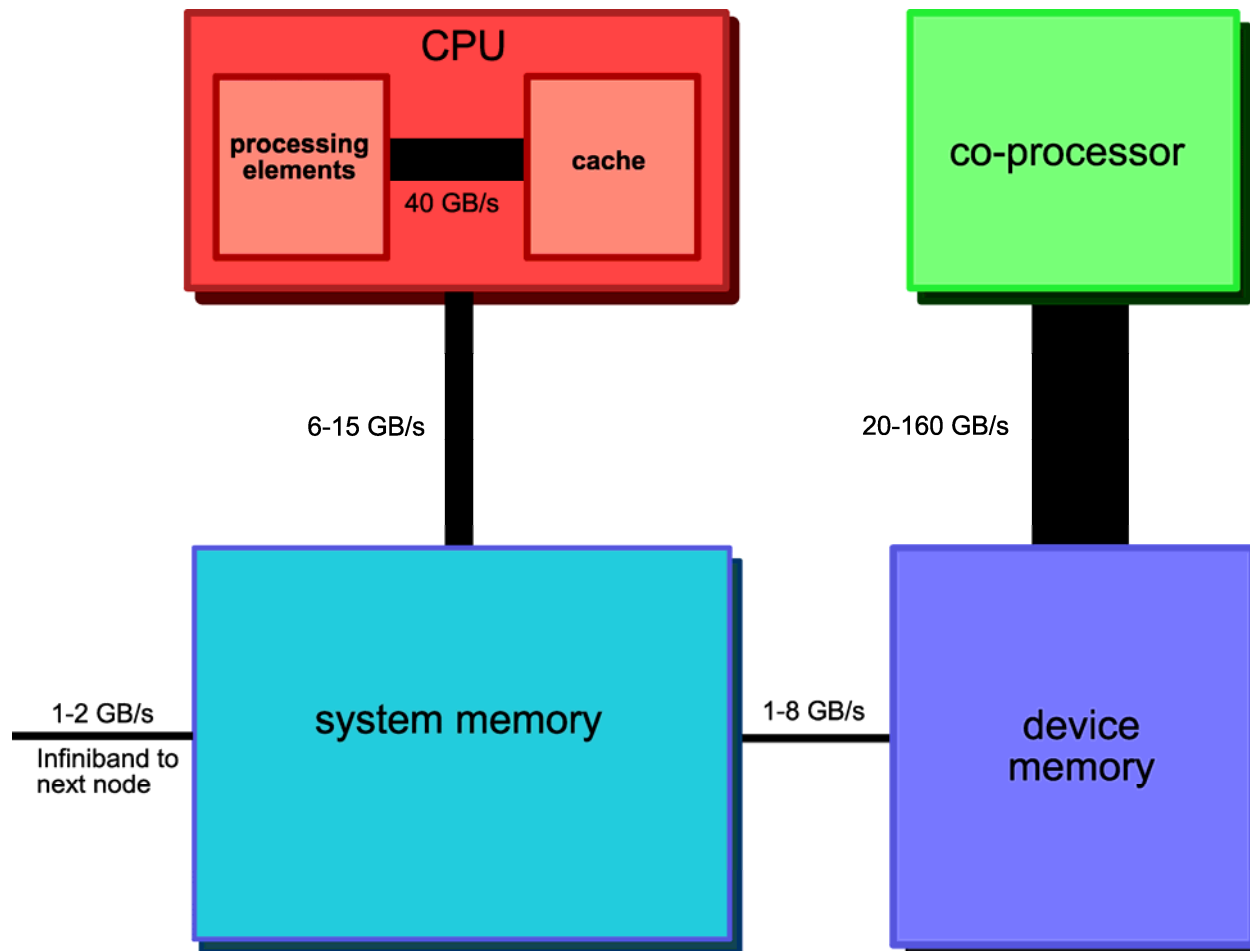 CPU
processing
elements
cache
40 GB/s
co-processor
6-15 GB/s
20-160 GB/s
1-2 GB/s
Infiniband to
next node
system memory
1-8 GB/s
device
memory